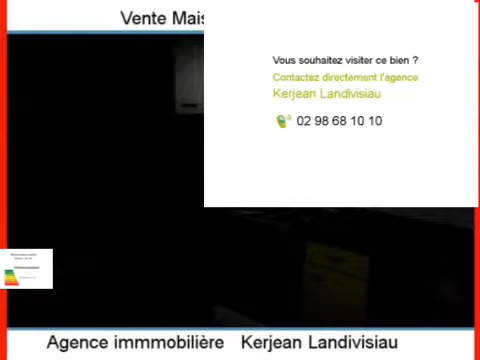 Vente Mais
Vous souhaitez visiter ce bien ?
Contactez directement l'agence
Kerjean Landivisiau
02 98 68 10 10
Agence immmobilière Kerjean Landivisiau